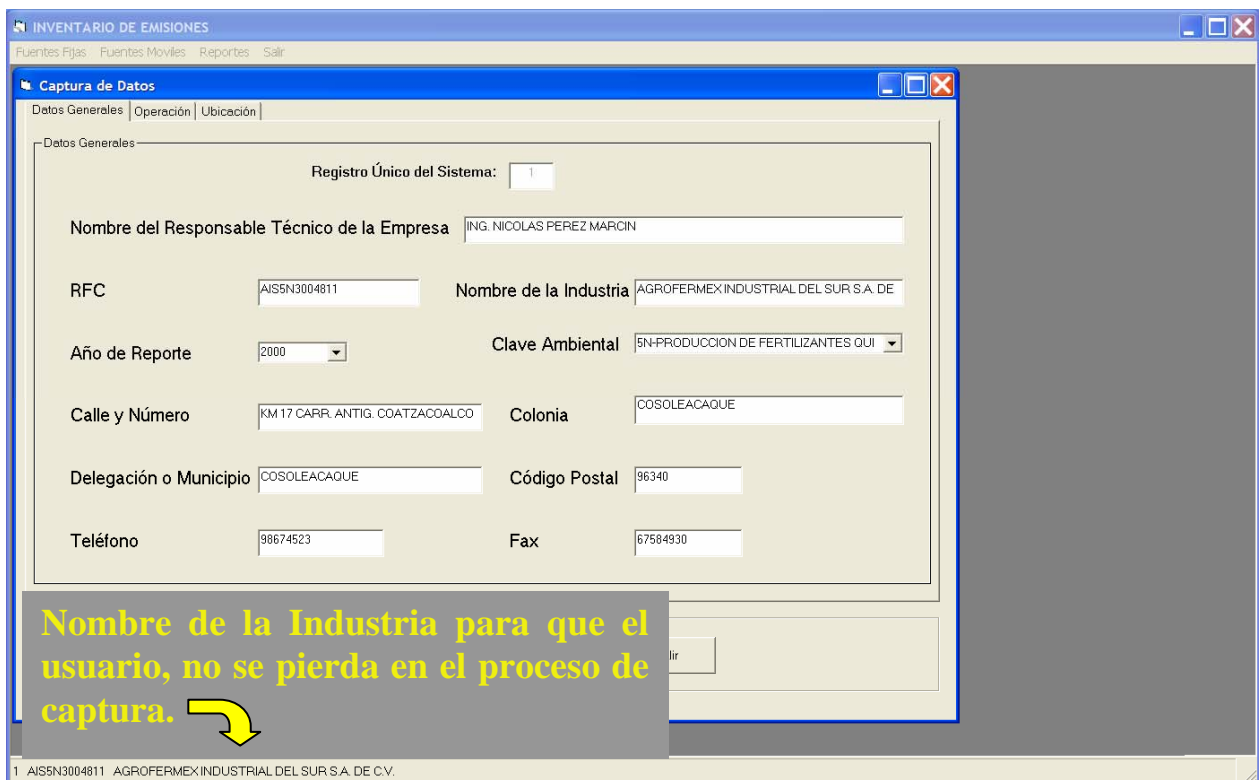 INVENTARIO DE EMISIONES
Fuentes Fijas Fuentes Moviles Reportes Salir
Captura de Datos
Datos Generales Operación Ubicación
Datos Generales
Registro Único del Sistema: 1
Nombre del Responsable Técnico de la Empresa ING. NICOLAS PEREZ MARCIN
RFC AIS5N3004811 Nombre de la Industria AGROFERMEX INDUSTRIAL DEL SUR S.A. DE
Año de Reporte 2000 Clave Ambiental 5N-PRODUCCION DE FERTILIZANTES QUI
Calle y Número KM 17 CARR. ANTIG. COATZACOALCO Colonia COSOLEACAQUE
Delegación o Municipio COSOLEACAQUE Código Postal 96340
Teléfono 98674523 Fax 67584930
lir
Nombre de la Industria para que el
usuario, no se pierda en el proceso de
captura.
1 AIS5N3004811 AGROFERMEX INDUSTRIAL DEL SUR S.A. DE C.V.